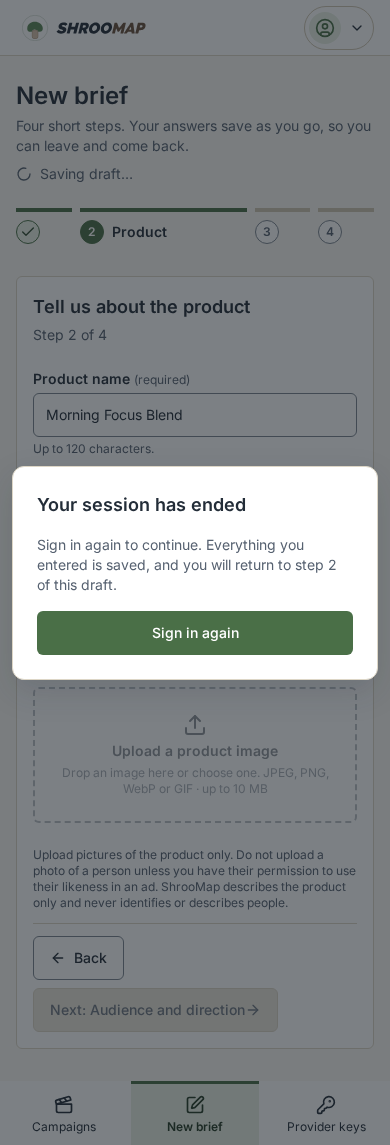 SHROOMAP
New brief
Four short steps. Your answers save as you go, so you
can leave and come back.
Saving draft...
2 Product 3 4
Tell us about the product
Step 2 of 4
Product name (required)
Morning Focus Blend
Up to 120 characters.
Your session has ended
Sign in again to continue. Everything you
entered is saved, and you will return to step 2
of this draft.
Sign in again
Upload a product image
Drop an image here or choose one. JPEG, PNG,
WebP or GIF · up to 10 MB
Upload pictures of the product only. Do not upload a
photo of a person unless you have their permission to use
their likeness in an ad. ShrooMap describes the product
only and never identifies or describes people.
Back
Next: Audience and direction
Campaigns New brief Provider keys